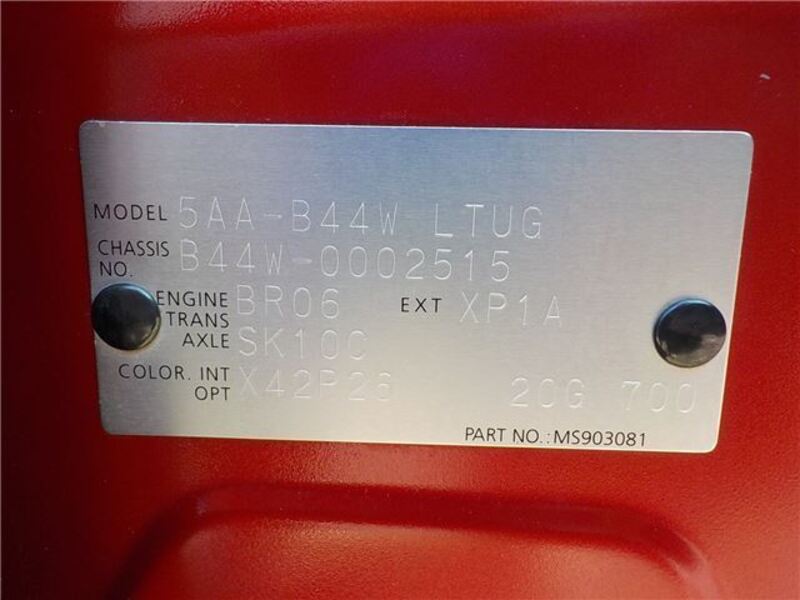 MODEL 5AA-B44W LTUG
CHASSIS NO. B44W-0002515
ENGINE BR06 EXT XP1A
TRANS AXLE SK10C
COLOR. INT X42P26
OPT 20G 700
PART NO.:MS903081